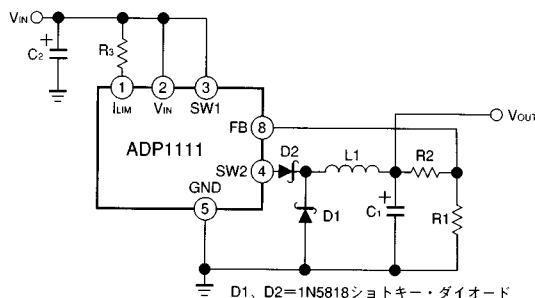 VIN
C2
+
R3
1 2 3
ILIM VIN SW1
FB 8
ADP1111
SW2 4
GND
5
D2
L1
D1
C1
+
R2
R1
VOUT
D1、D2=1N5818ショトキー・ダイオード